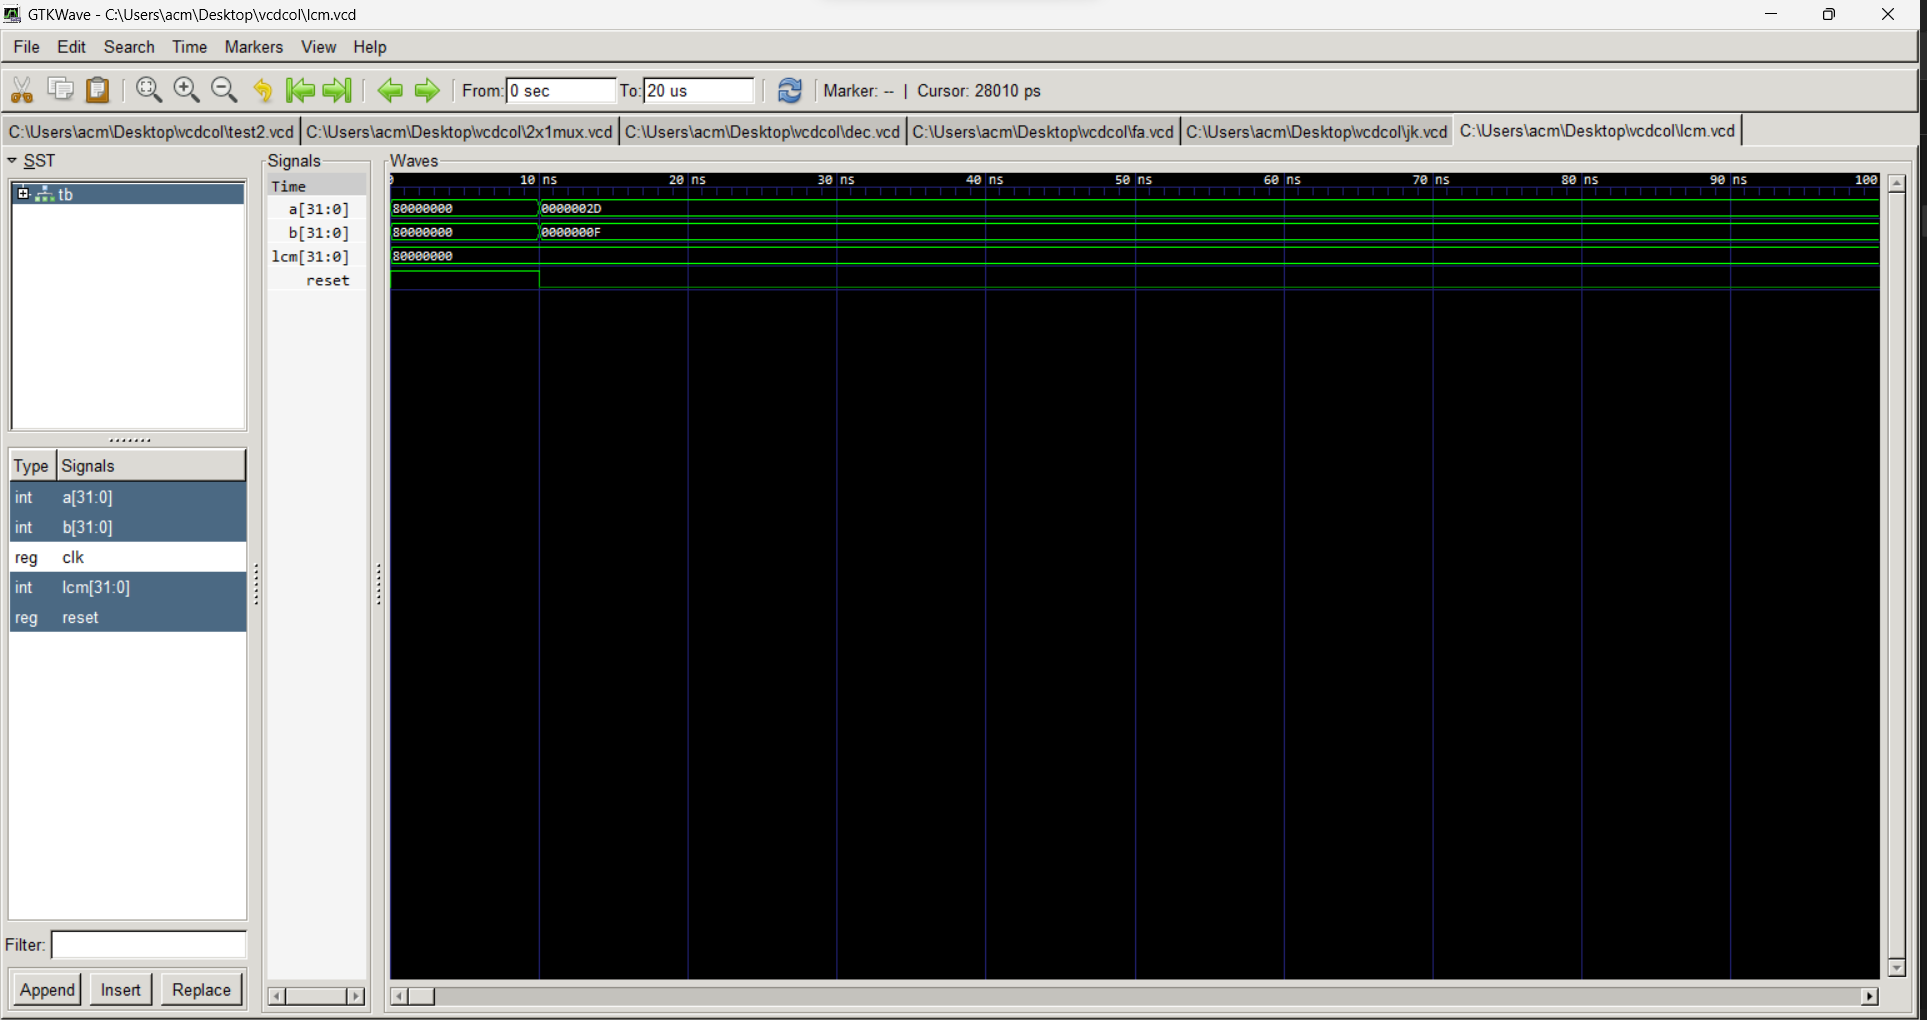 GTKWave - C:\Users\acm\Desktop\vcdcol\lcm.vcd
File Edit Search Time Markers View Help
From: 0 sec To: 20 us Marker: -- | Cursor: 28010 ps
C:\Users\acm\Desktop\vcdcol\test2.vcd C:\Users\acm\Desktop\vcdcol\2x1mux.vcd C:\Users\acm\Desktop\vcdcol\dec.vcd C:\Users\acm\Desktop\vcdcol\fa.vcd C:\Users\acm\Desktop\vcdcol\jk.vcd C:\Users\acm\Desktop\vcdcol\lcm.vcd
SST
tb
Type Signals
int a[31:0]
int b[31:0]
reg clk
int lcm[31:0]
reg reset
Filter:
Append Insert Replace
Signals
Time
a[31:0]
b[31:0]
lcm[31:0]
reset
Waves
0 10 ns 20 ns 30 ns 40 ns 50 ns 60 ns 70 ns 80 ns 90 ns 100
80000000 0000002D
80000000 0000000F
80000000